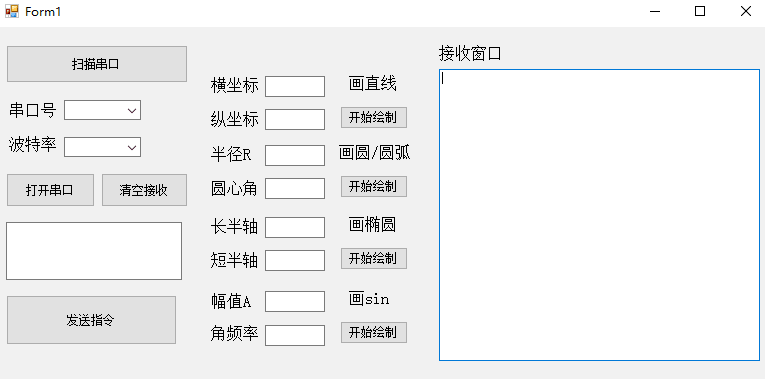 Form1
扫描串口
串口号
波特率
打开串口 清空接收
发送指令
横坐标 画直线
纵坐标 开始绘制
半径R 画圆/圆弧
圆心角 开始绘制
长半轴 画椭圆
短半轴 开始绘制
幅值A 画sin
角频率 开始绘制
接收窗口